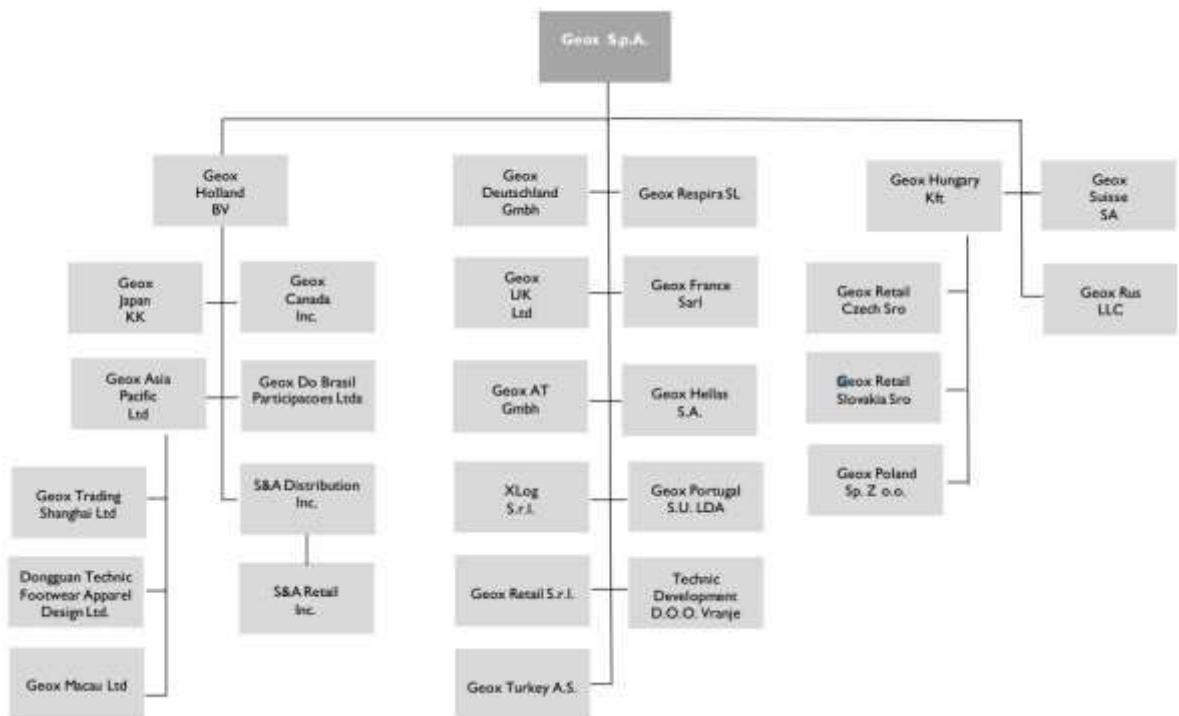 Geox S.p.A.
Geox
Holland
BV
Geox
Deutschland
Gmbh
Geox Respira SL
Geox Hungary
Kft
Geox
Suisse
SA
Geox
Japan
KK
Geox
Canada
Inc.
Geox
UK
Ltd
Geox France
Sarl
Geox Retail
Czech Sro
Geox Rus
LLC
Geox Asia
Pacific
Ltd
Geox Do Brasil
Participacoes Ltda
Geox AT
Gmbh
Geox Hellas
S.A.
Geox Retail
Slovakia Sro
Geox Trading
Shanghai Ltd
S&A Distribution
Inc.
XLog
S.r.l.
Geox Portugal
S.U. LDA
Geox Poland
Sp. Z o.o.
Dongguan Technic
Footwear Apparel
Design Ltd.
S&A Retail
Inc.
Geox Retail S.r.l.
Technic
Development
D.O.O. Vranje
Geox Macau Ltd
Geox Turkey A.S.